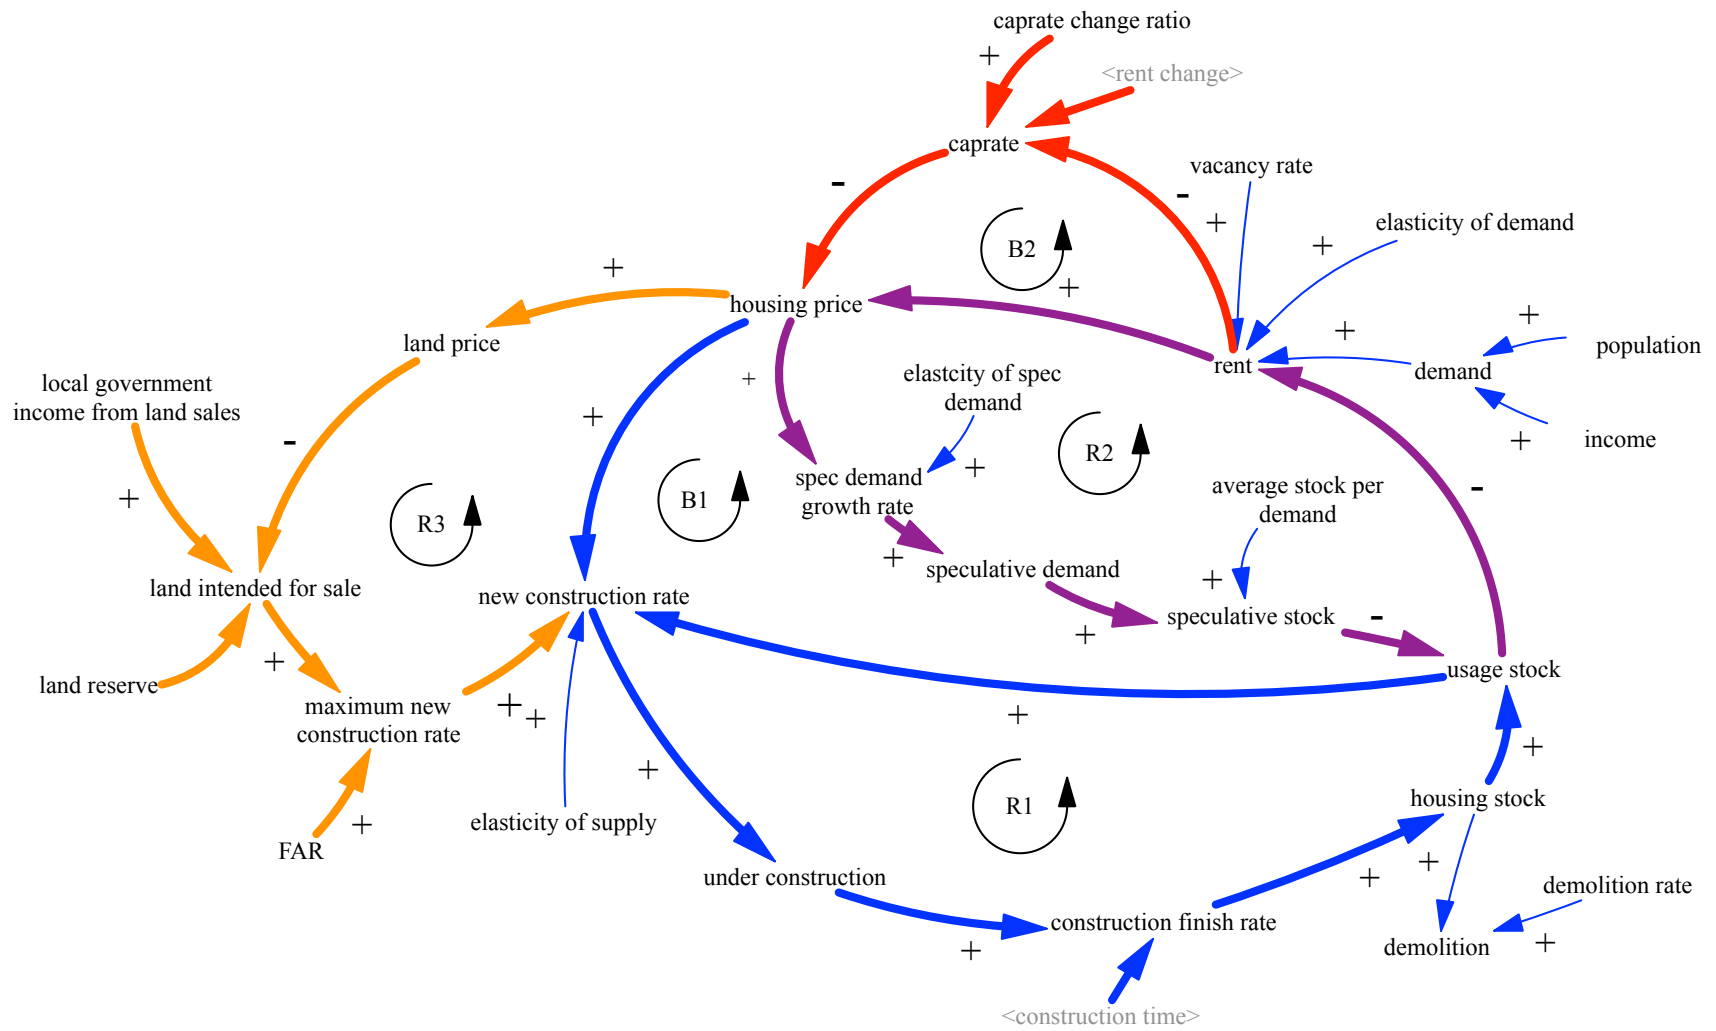 caprate change ratio
+
<rent change>
caprate
-
-
vacancy rate
+
elasticity of demand
+
B2
+
+
housing price
+
population
+
land price
rent
demand
local government
income from land sales
+
elastcity of spec
demand
+
-
+
income
+
R3
B1
R2
spec demand
growth rate
+
average stock per
demand
-
+
speculative demand
+
land intended for sale
new construction rate
+
speculative stock
-
+
usage stock
land reserve
+
maximum new
construction rate
+
+
+
+
+
housing stock
R1
elasticity of supply
FAR
+
under construction
+
+
demolition rate
construction finish rate
+
demolition
+
<construction time>